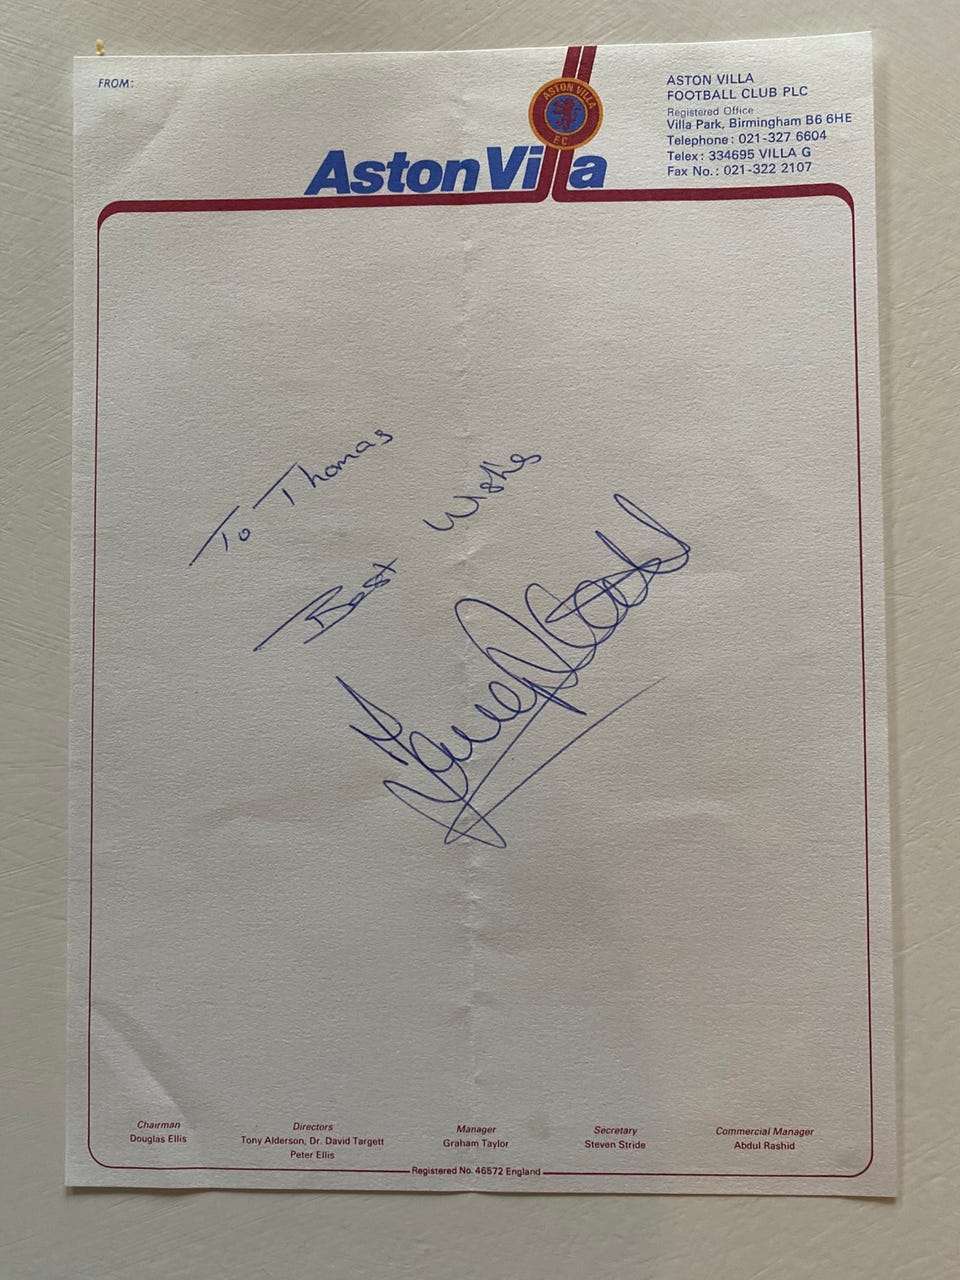 FROM:
ASTON VILLA
F.C
Aston Villa
ASTON VILLA
FOOTBALL CLUB PLC
Registered Office
Villa Park, Birmingham B6 6HE
Telephone: 021-327 6604
Telex: 334695 VILLA G
Fax No.: 021-322 2107
To Thomas
Best Wishes
Chairman
Douglas Ellis
Directors
Tony Alderson, Dr. David Targett
Peter Ellis
Manager
Graham Taylor
Secretary
Steven Stride
Commercial Manager
Abdul Rashid
Registered No. 46572 England